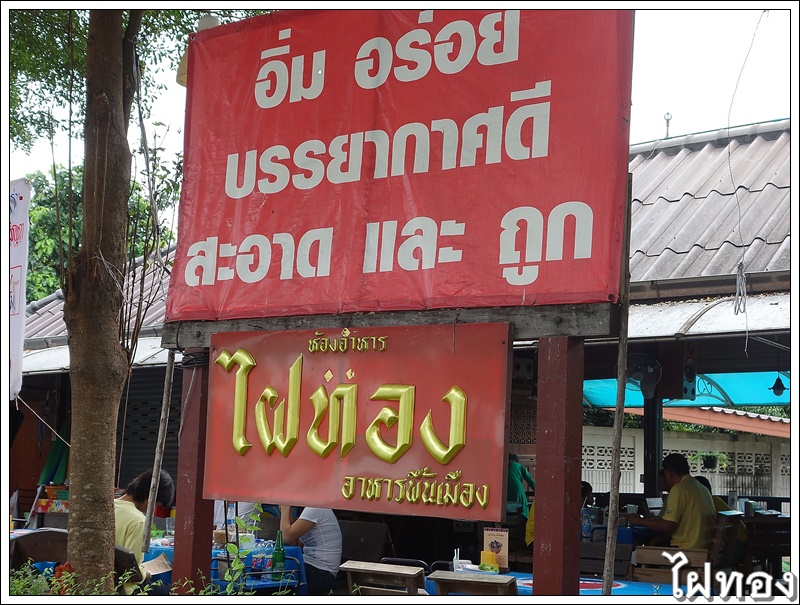 อิ่ม อร่อย
บรรยากาศดี
สะอาด และ ถูก
ห้องอาหาร
ไผ่ทอง
อาหารพื้นเมือง
ไผ่ทอง